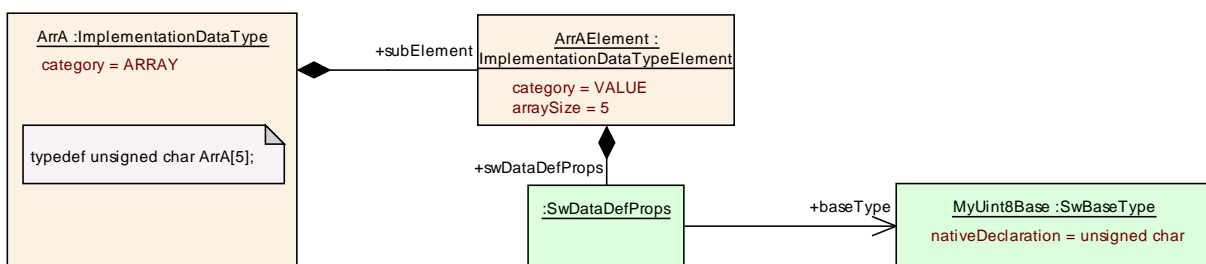 ArrA :ImplementationDataType
category = ARRAY
typedef unsigned char ArrA[5];
+subElement
ArrAElement :
ImplementationDataTypeElement
category = VALUE
arraySize = 5
+swDataDefProps
:SwDataDefProps
+baseType
MyUint8Base :SwBaseType
nativeDeclaration = unsigned char